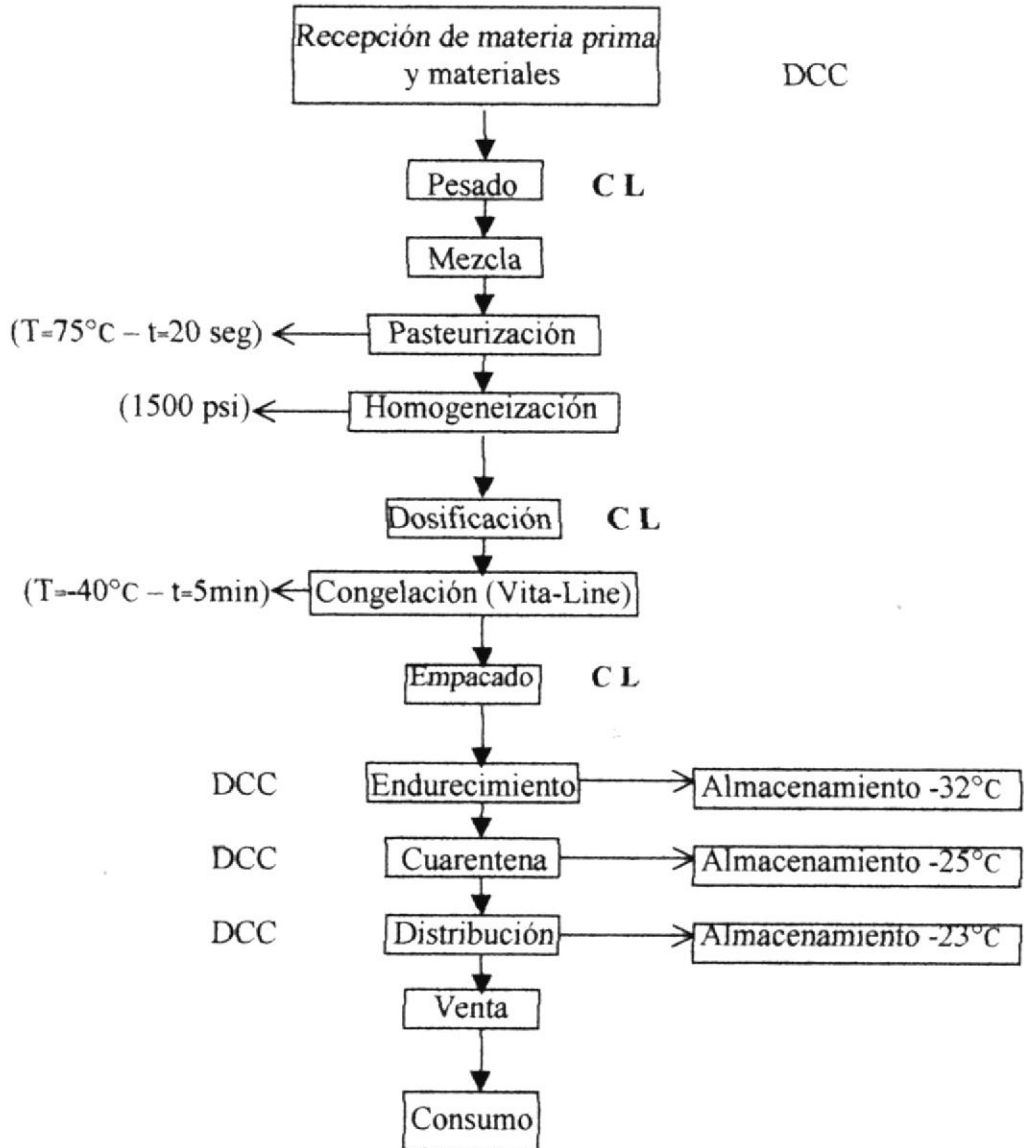 Recepción de materia prima
y materiales
DCC
Pesado
C L
Mezcla
(T=75°C – t=20 seg)
Pasteurización
(1500 psi)
Homogeneización
Dosificación
C L
(T=-40°C – t=5min)
Congelación (Vita-Line)
Empacado
C L
DCC
Endurecimiento
Almacenamiento -32°C
DCC
Cuarentena
Almacenamiento -25°C
DCC
Distribución
Almacenamiento -23°C
Venta
Consumo